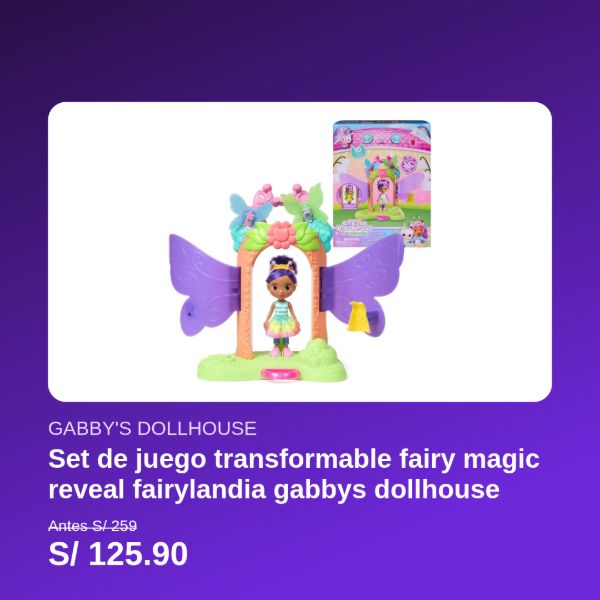 GABBY'S DOLLHOUSE
Set de juego transformable fairy magic
reveal fairylandia gabbys dollhouse
Antes S/ 259
S/ 125.90